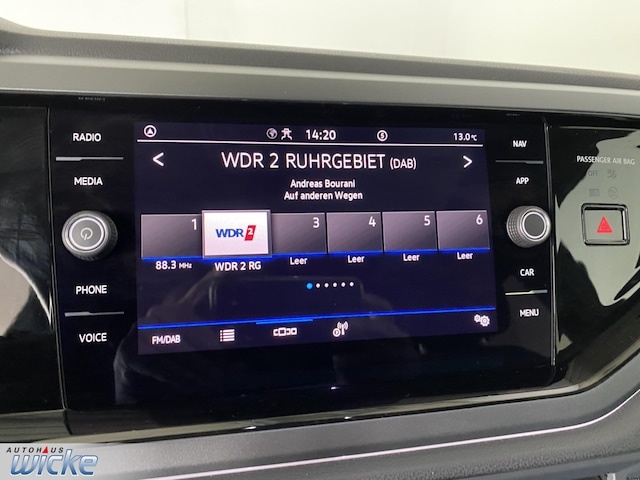 RADIO
MEDIA
PHONE
VOICE
14:20
13.0°C
WDR 2 RUHRGEBIET (DAB)
Andreas Bourani
Auf anderen Wegen
1 3 4 5 6
WDR 2
88.3 MHz WDR 2 RG Leer Leer Leer Leer
FM/DAB
NAV
APP
CAR
MENU
PASSENGER AIR BAG
OFF
AUTOHAUS
WICKE